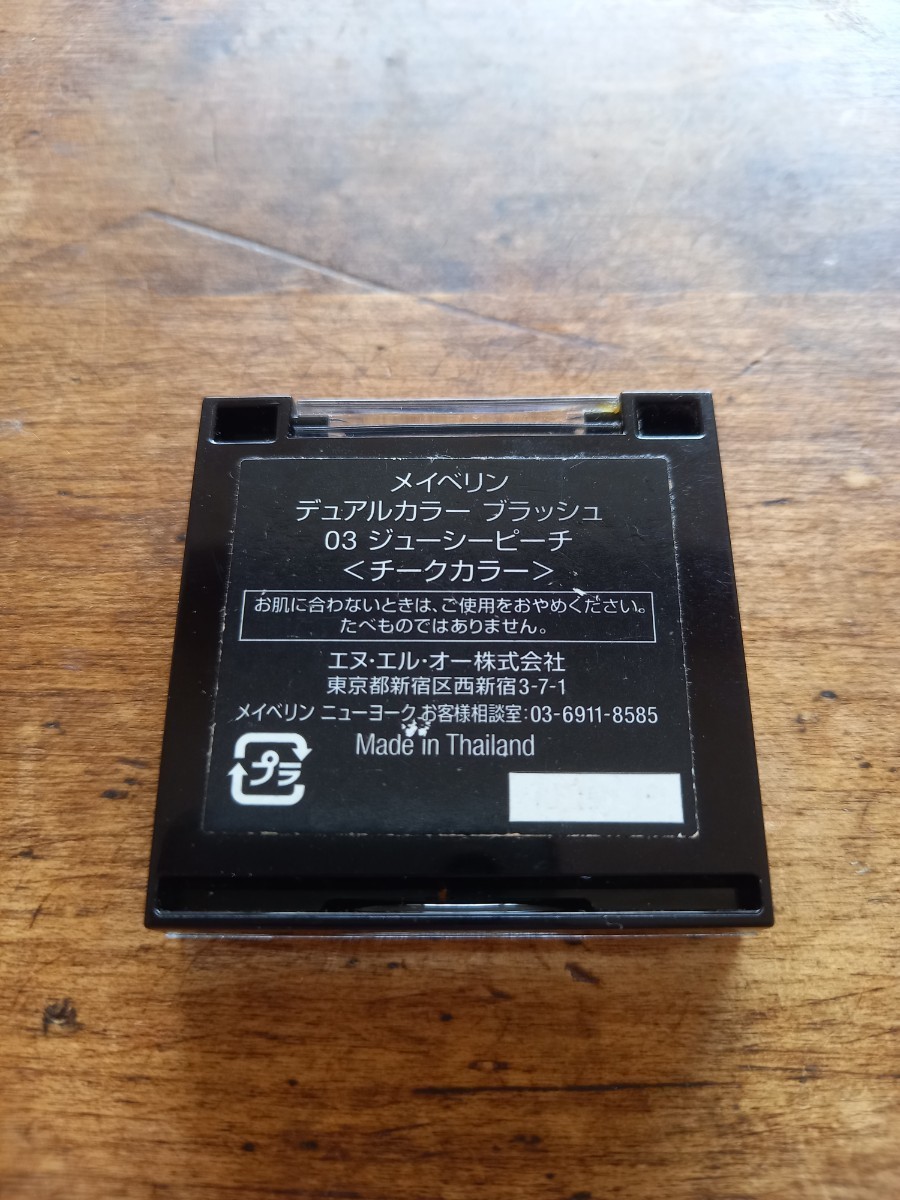 メイベリン
デュアルカラー ブラッシュ
03 ジューシーピーチ
＜チークカラー＞
お肌に合わないときは、ご使用をおやめください。
たべものではありません。
エヌ・エル・オー株式会社
東京都新宿区西新宿3-7-1
メイベリン ニューヨーク お客様相談室：03-6911-8585
Made in Thailand
プラ